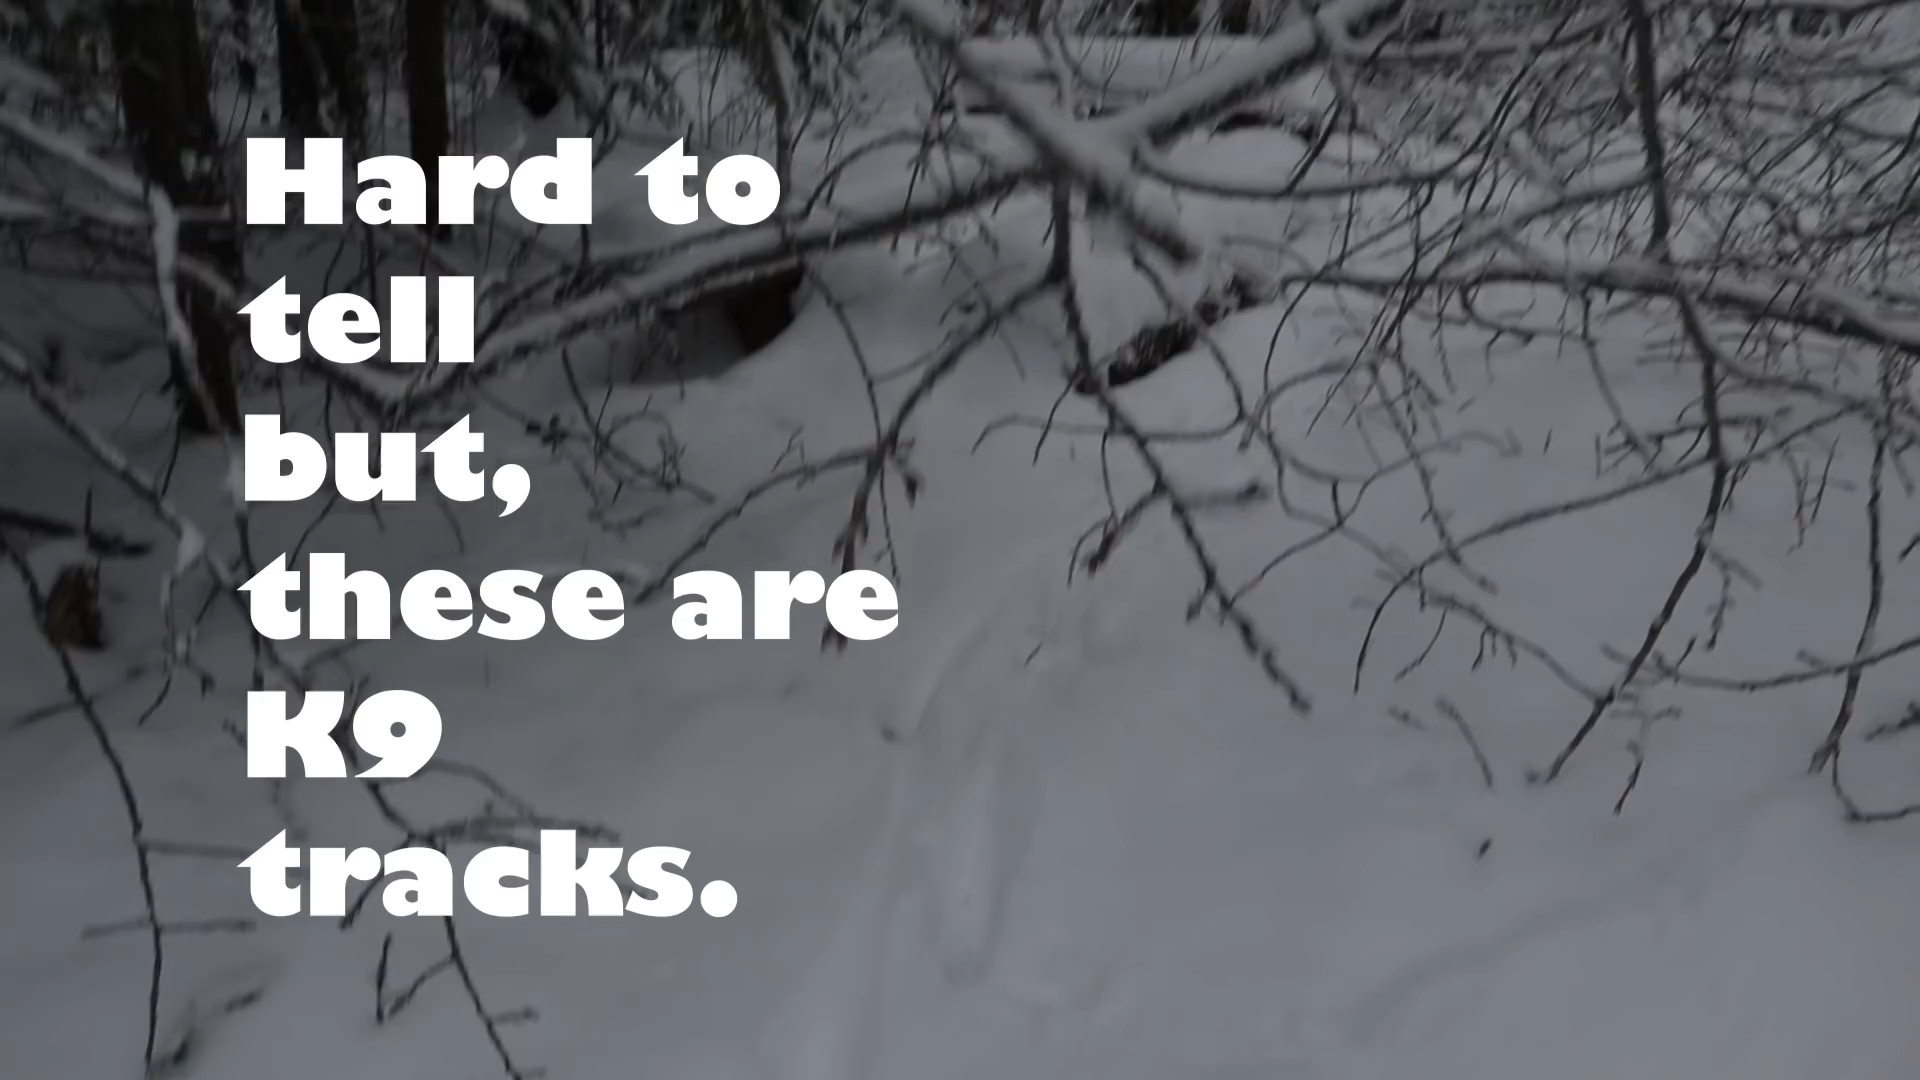 Hard to
tell
but,
these are
K9
tracks.